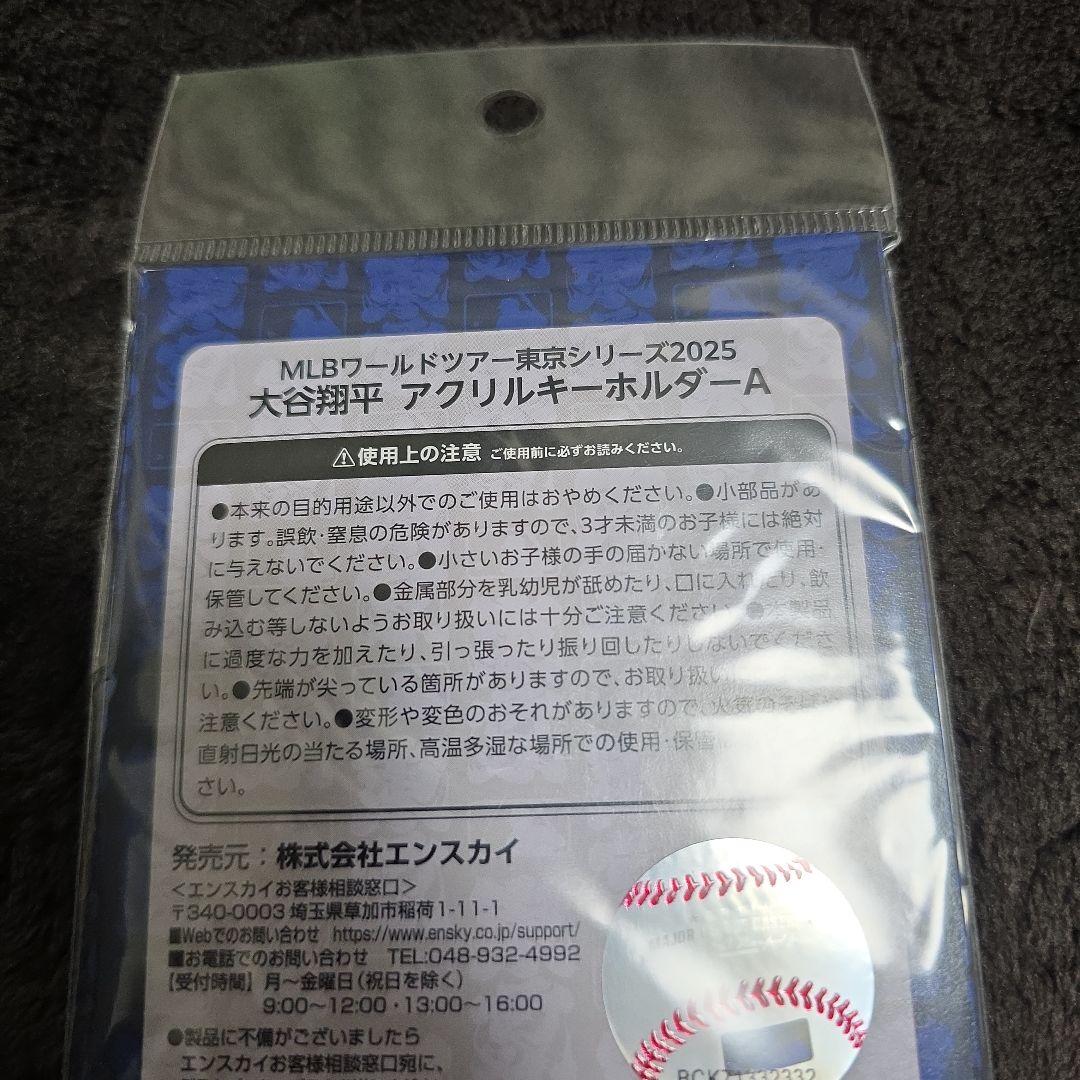 MLBワールドツアー東京シリーズ2025
大谷翔平 アクリルキーホルダーA
⚠使用上の注意 ご使用前に必ずお読みください。
●本来の目的用途以外でのご使用はおやめください。●小部品があ
ります。誤飲・窒息の危険がありますので、3才未満のお子様には絶対
に与えないでください。●小さいお子様の手の届かない場所で使用・
保管してください。●金属部分を乳幼児が舐めたり、口に入れたり、飲
み込む等しないようお取り扱いには十分ご注意ください。 製品
に過度な力を加えたり、引っ張ったり振り回したりしないでくださ
い。●先端が尖っている箇所がありますので、お取り扱い
注意ください。●変形や変色のおそれがありますので、火気の
直射日光の当たる場所、高温多湿な場所での使用・保管
さい。
発売元：株式会社エンスカイ
＜エンスカイお客様相談窓口＞
〒340-0003 埼玉県草加市稲荷1-11-1
■Webでのお問い合わせ https://www.ensky.co.jp/support/
■お電話でのお問い合わせ TEL:048-932-4992
【受付時間】月～金曜日（祝日を除く）
9:00～12:00・13:00～16:00
●製品に不備がございましたら
エンスカイお客様相談窓口宛に、
MAJOR